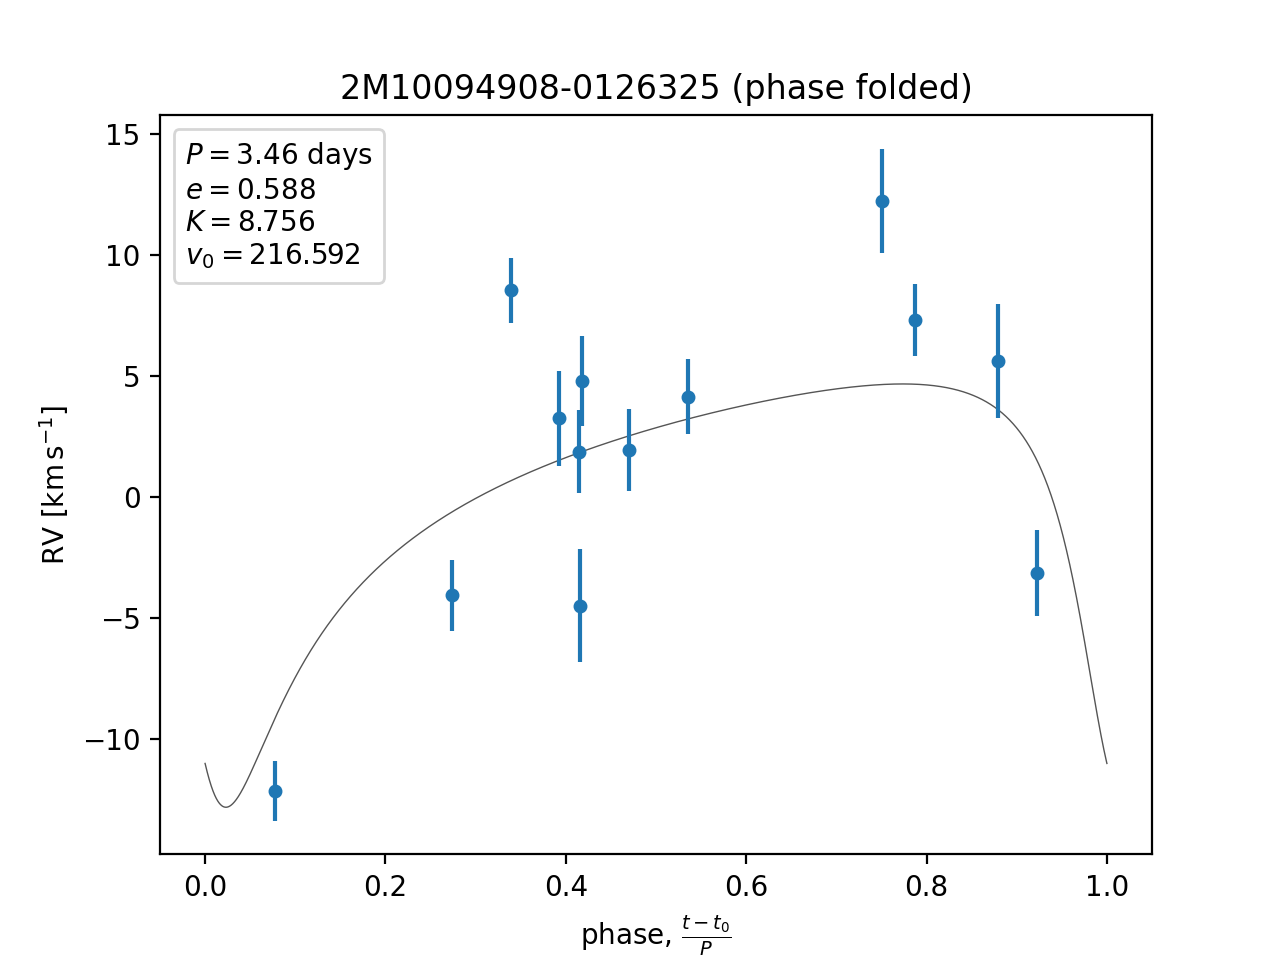 2M10094908-0126325 (phase folded)
P = 3.46 days
e = 0.588
K = 8.756
v₀ = 216.592
15
10
5
0
−5
−10
RV [km s⁻¹]
0.0 0.2 0.4 0.6 0.8 1.0
phase, (t − t₀)/P